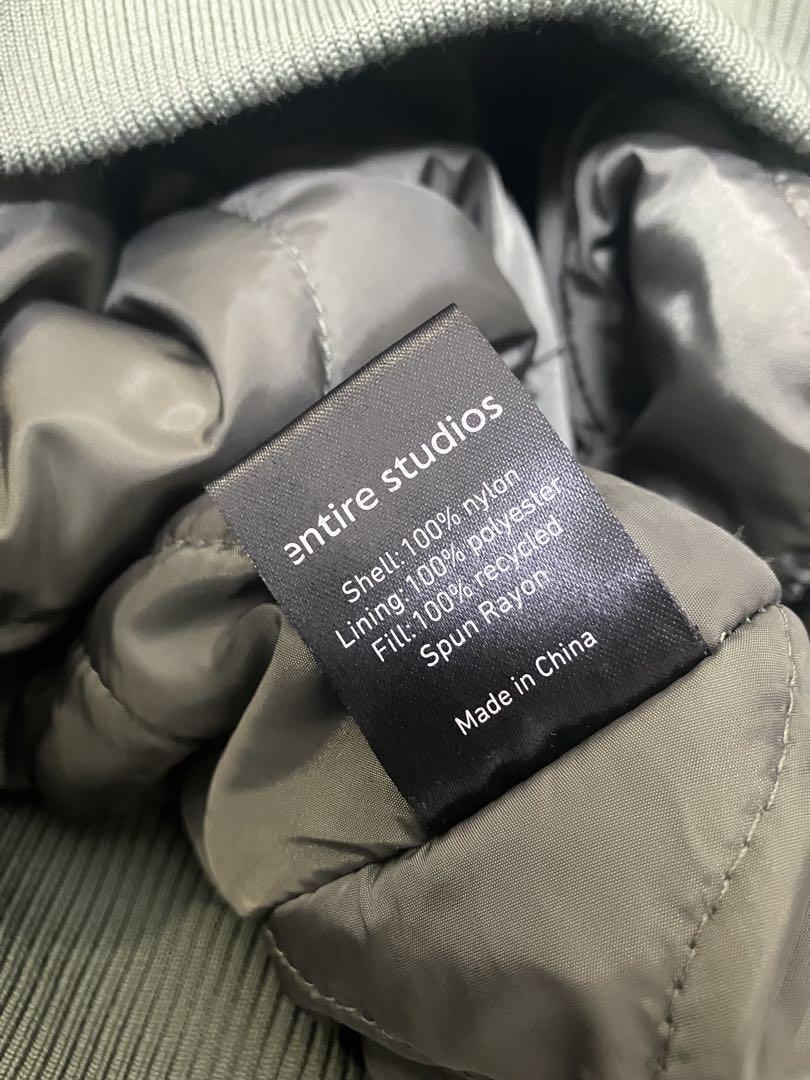 entire studios
Shell:100% nylon
Lining:100% polyester
Fill:100% recycled
Spun Rayon
Made in China